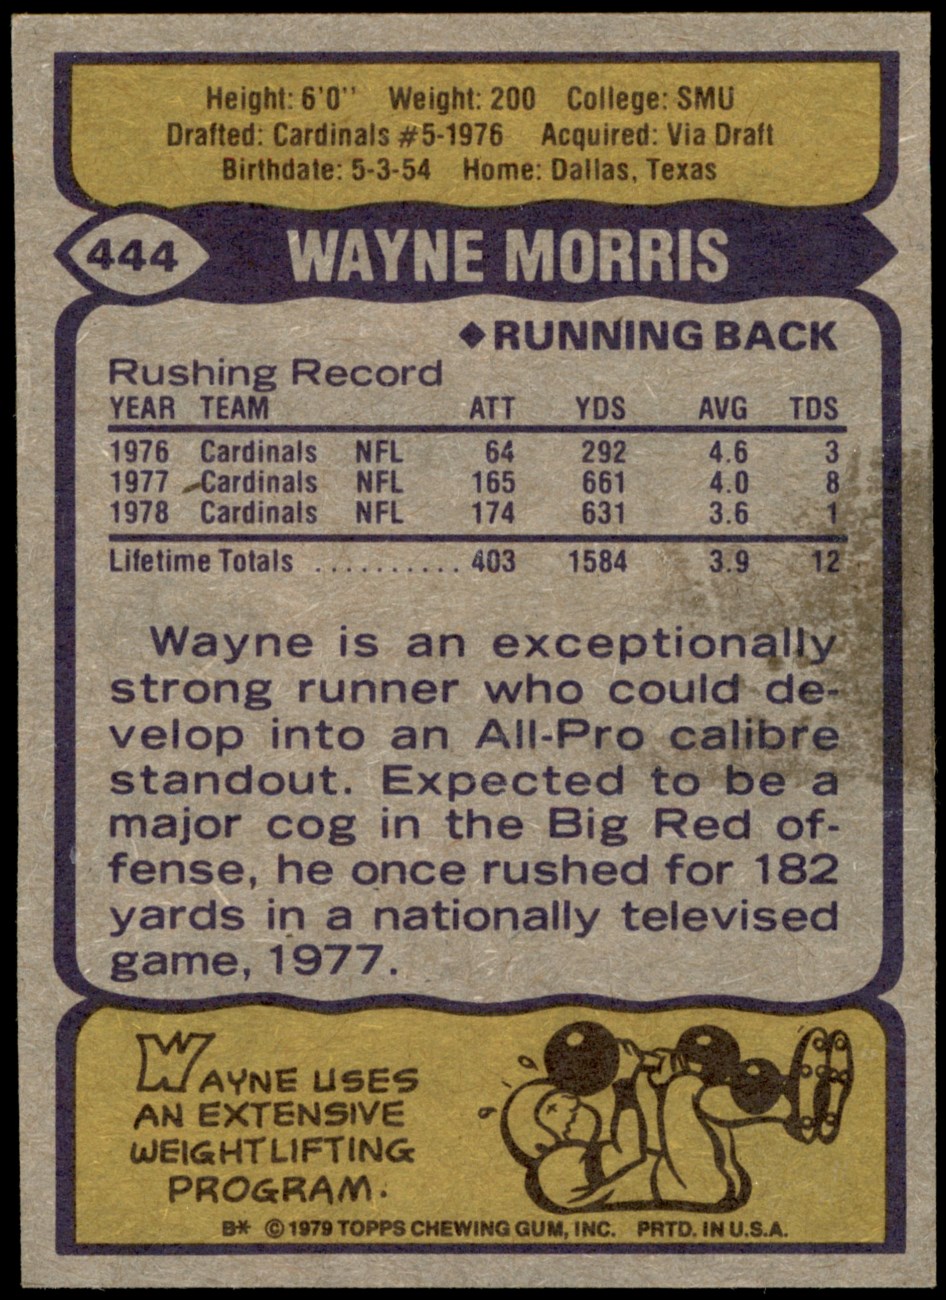 Height: 6'0" Weight: 200 College: SMU
Drafted: Cardinals #5-1976 Acquired: Via Draft
Birthdate: 5-3-54 Home: Dallas, Texas
444 WAYNE MORRIS
◆RUNNING BACK
Rushing Record
YEAR TEAM ATT YDS AVG TDS
1976 Cardinals NFL 64 292 4.6 3
1977 Cardinals NFL 165 661 4.0 8
1978 Cardinals NFL 174 631 3.6 1
Lifetime Totals .......... 403 1584 3.9 12
Wayne is an exceptionally
strong runner who could de-
velop into an All-Pro calibre
standout. Expected to be a
major cog in the Big Red of-
fense, he once rushed for 182
yards in a nationally televised
game, 1977.
WAYNE USES
AN EXTENSIVE
WEIGHTLIFTING
PROGRAM.
B* © 1979 TOPPS CHEWING GUM, INC. PRTD. IN U.S.A.